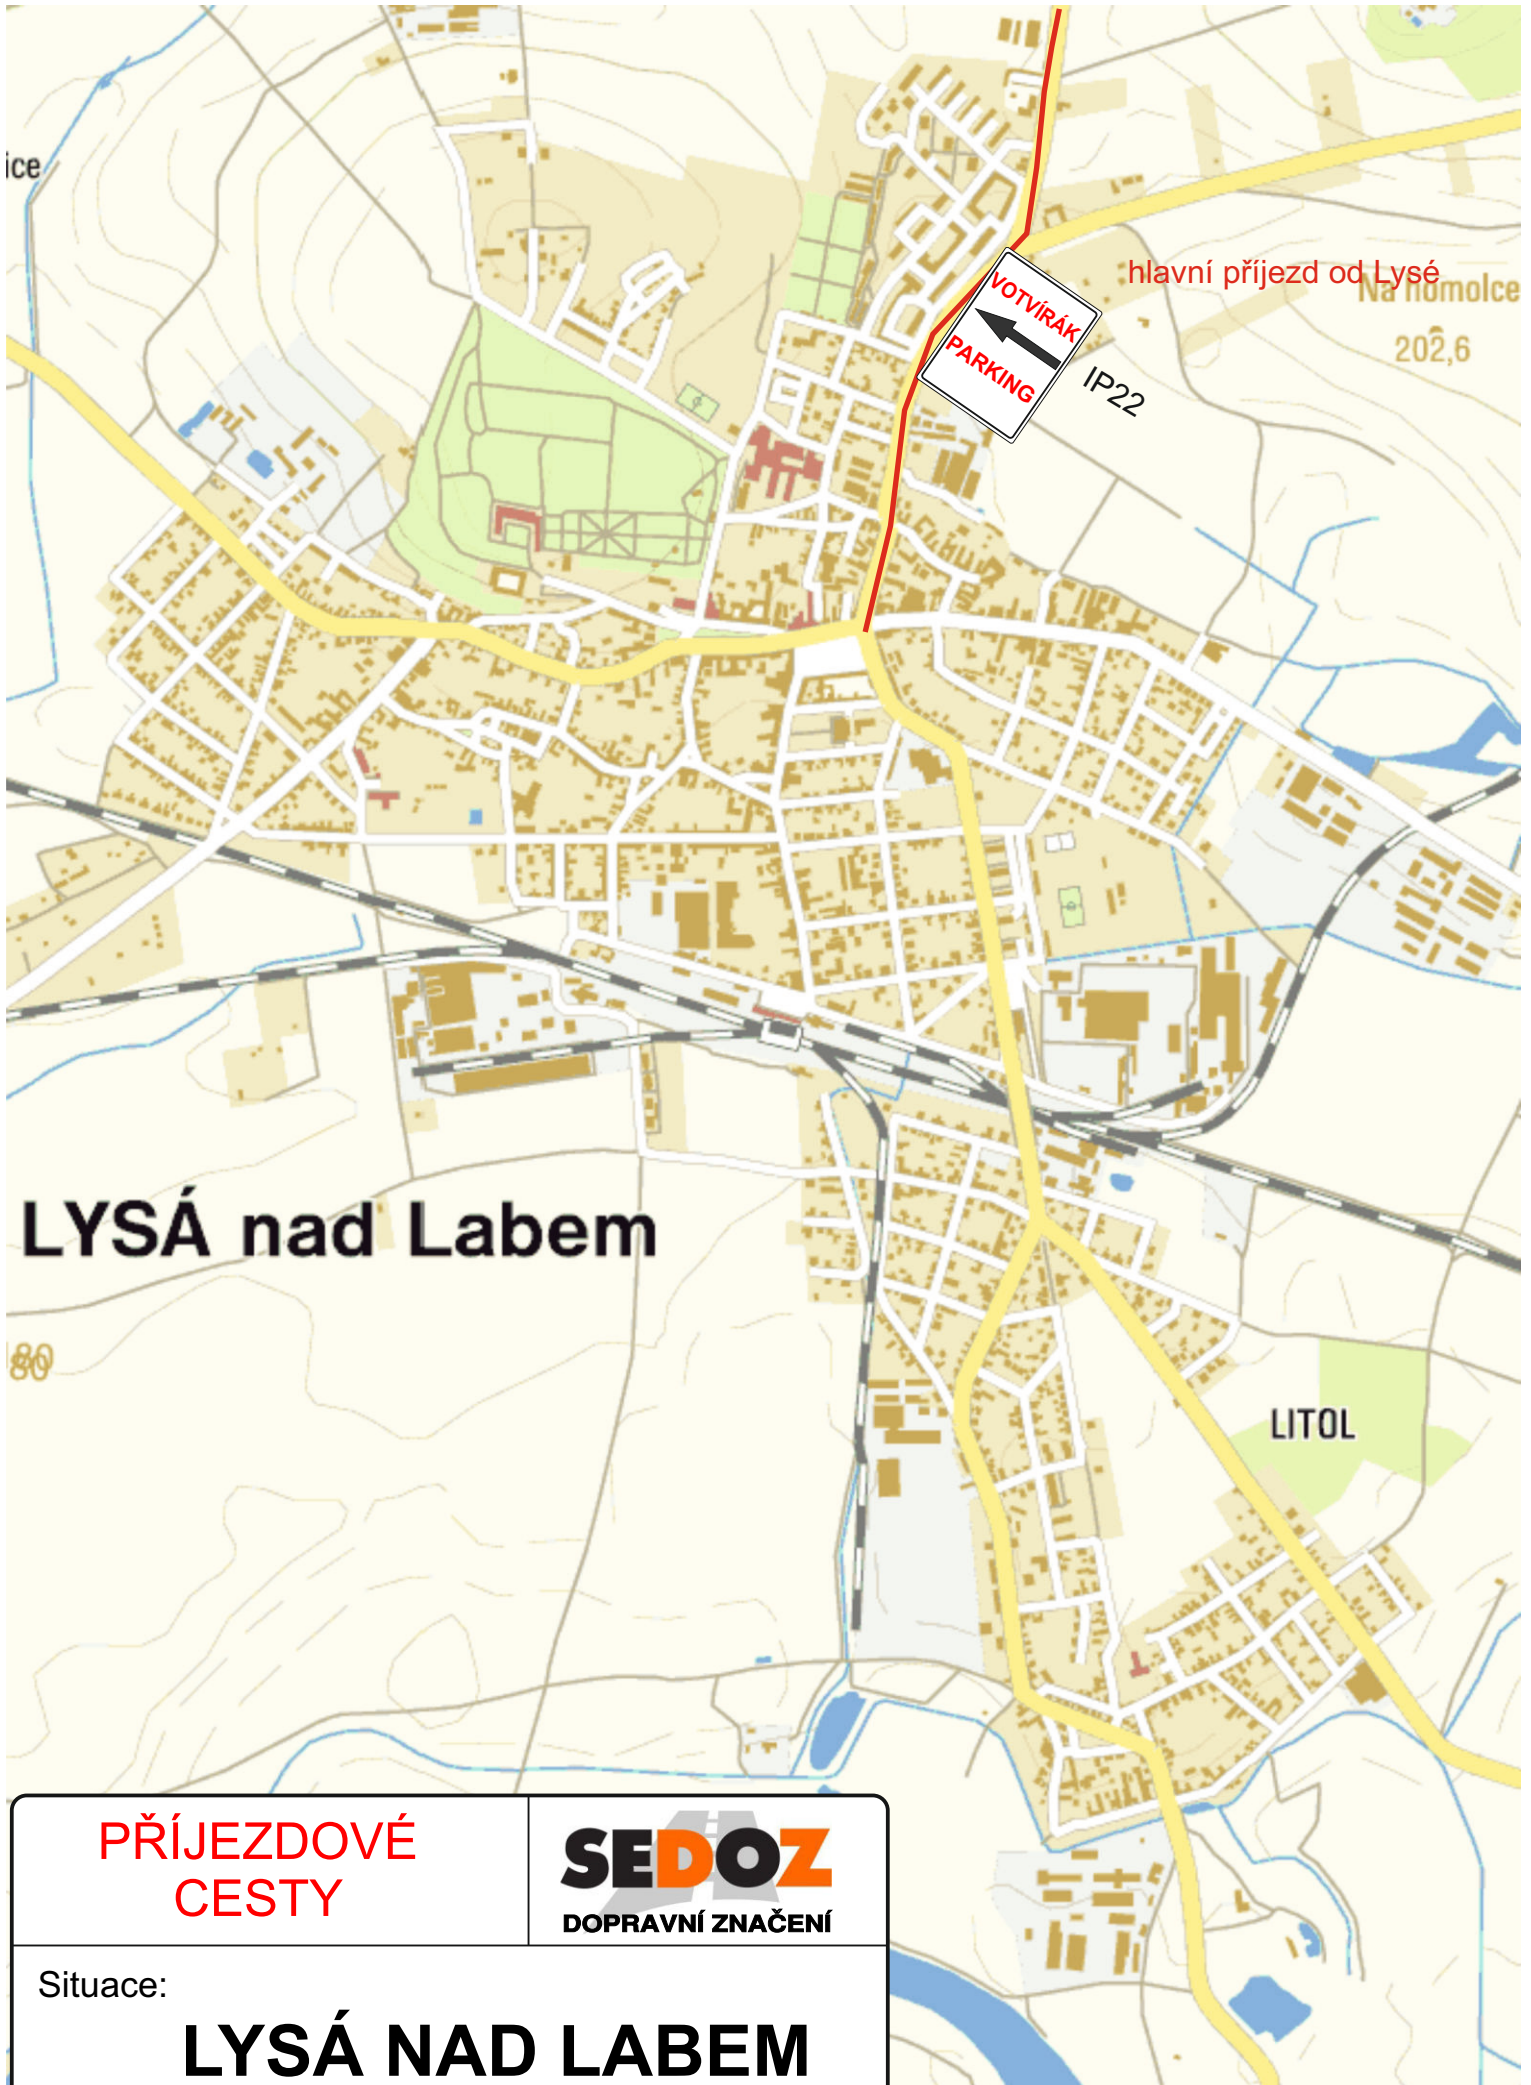 ice
hlavní příjezd od Lysé
Na homolce
202,6
VOTVÍRÁK
PARKING
IP22
LYSÁ nad Labem
180
LITOL
PŘÍJEZDOVÉ
CESTY
SEDOZ
DOPRAVNÍ ZNAČENÍ
Situace:
LYSÁ NAD LABEM